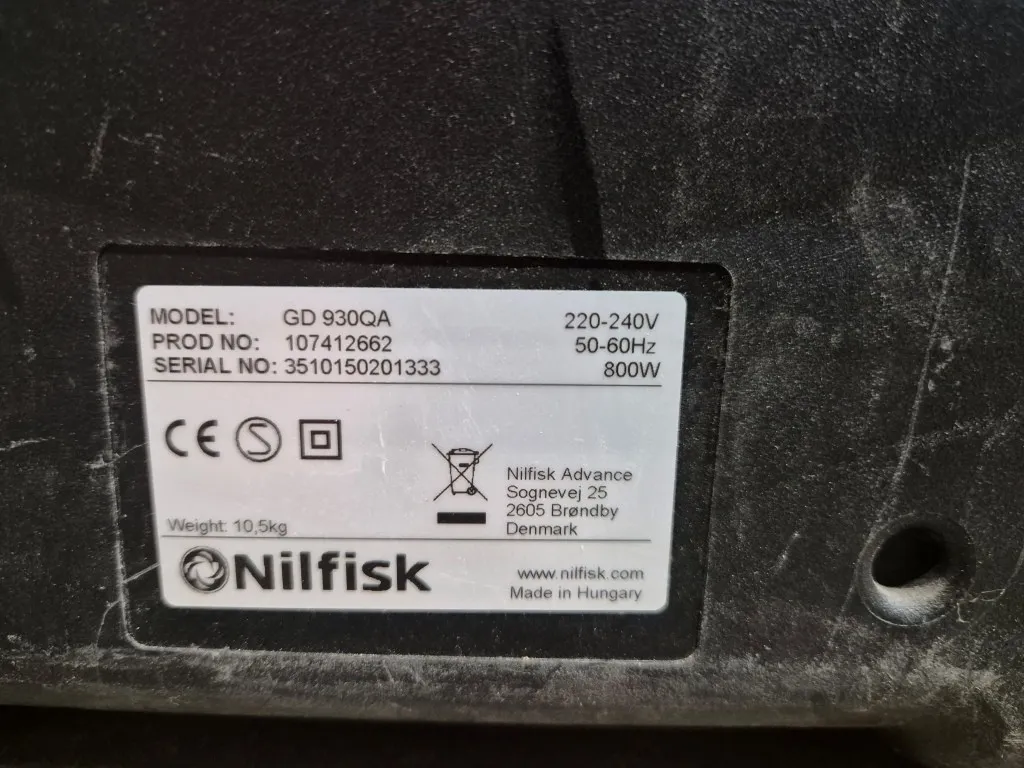 MODEL: GD 930QA 220-240V
PROD NO: 107412662 50-60Hz
SERIAL NO: 3510150201333 800W
CE S
Nilfisk Advance
Sognevej 25
2605 Brøndby
Denmark
Weight: 10,5kg
Nilfisk
www.nilfisk.com
Made in Hungary